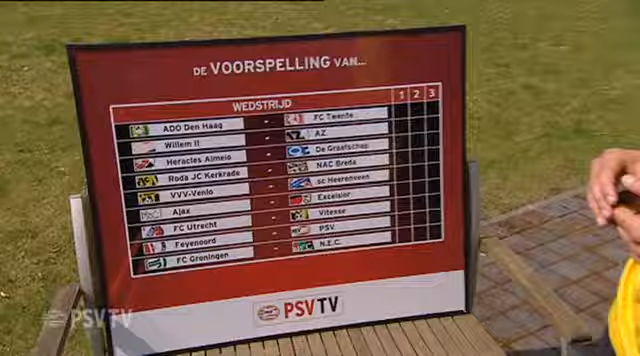 DE VOORSPELLING VAN...
WEDSTRIJD 1 2 3
ADO Den Haag - FC Twente
Willem II - AZ
Heracles Almelo - De Graafschap
Roda JC Kerkrade - NAC Breda
VVV-Venlo - sc Heerenveen
Ajax - Excelsior
FC Utrecht - Vitesse
Feyenoord - PSV
FC Groningen - N.E.C.
PSV TV
PSV TV